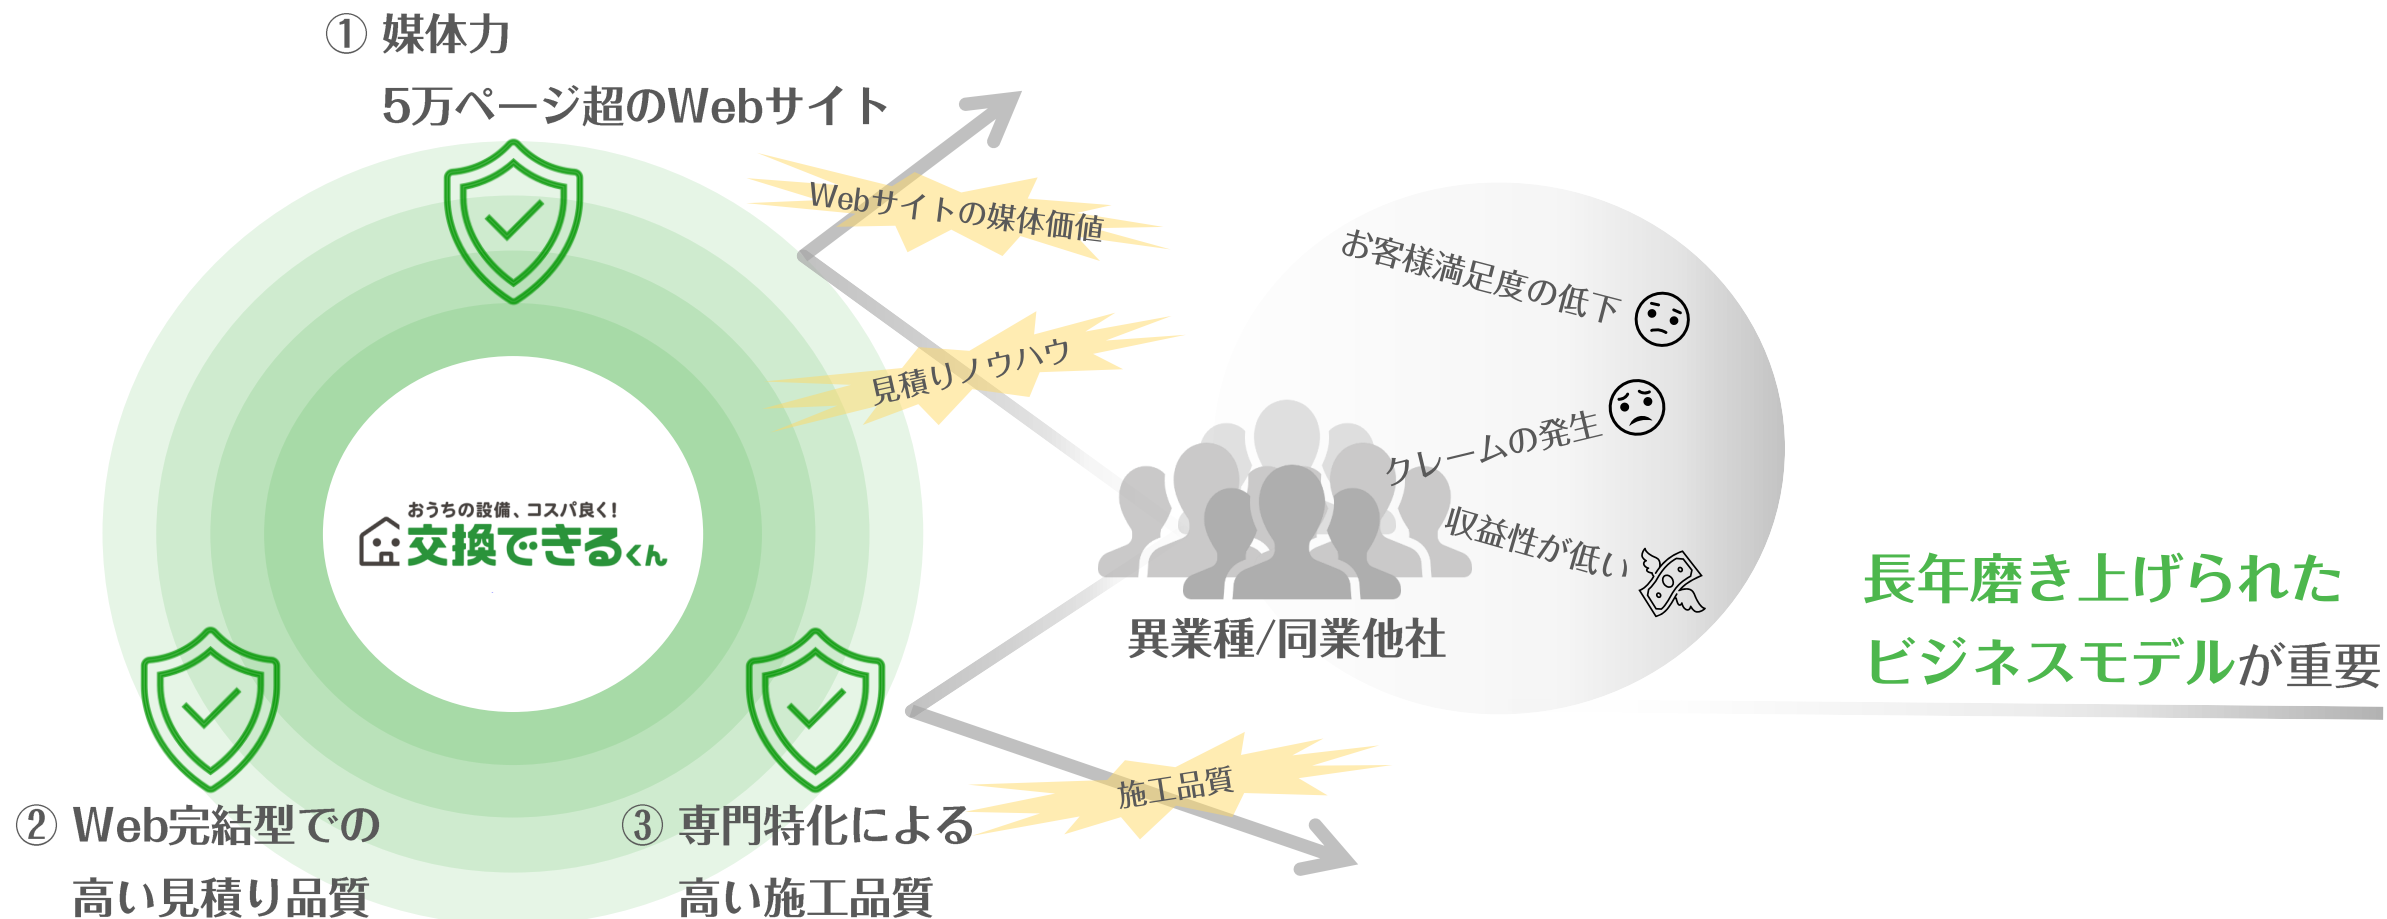 ① 媒体力
5万ページ超のWebサイト
Webサイトの媒体価値
見積りノウハウ
お客様満足度の低下
クレームの発生
収益性が低い
おうちの設備、コスパ良く!
交換できるくん
異業種/同業他社
長年磨き上げられた
ビジネスモデルが重要
施工品質
② Web完結型での
高い見積り品質
③ 専門特化による
高い施工品質